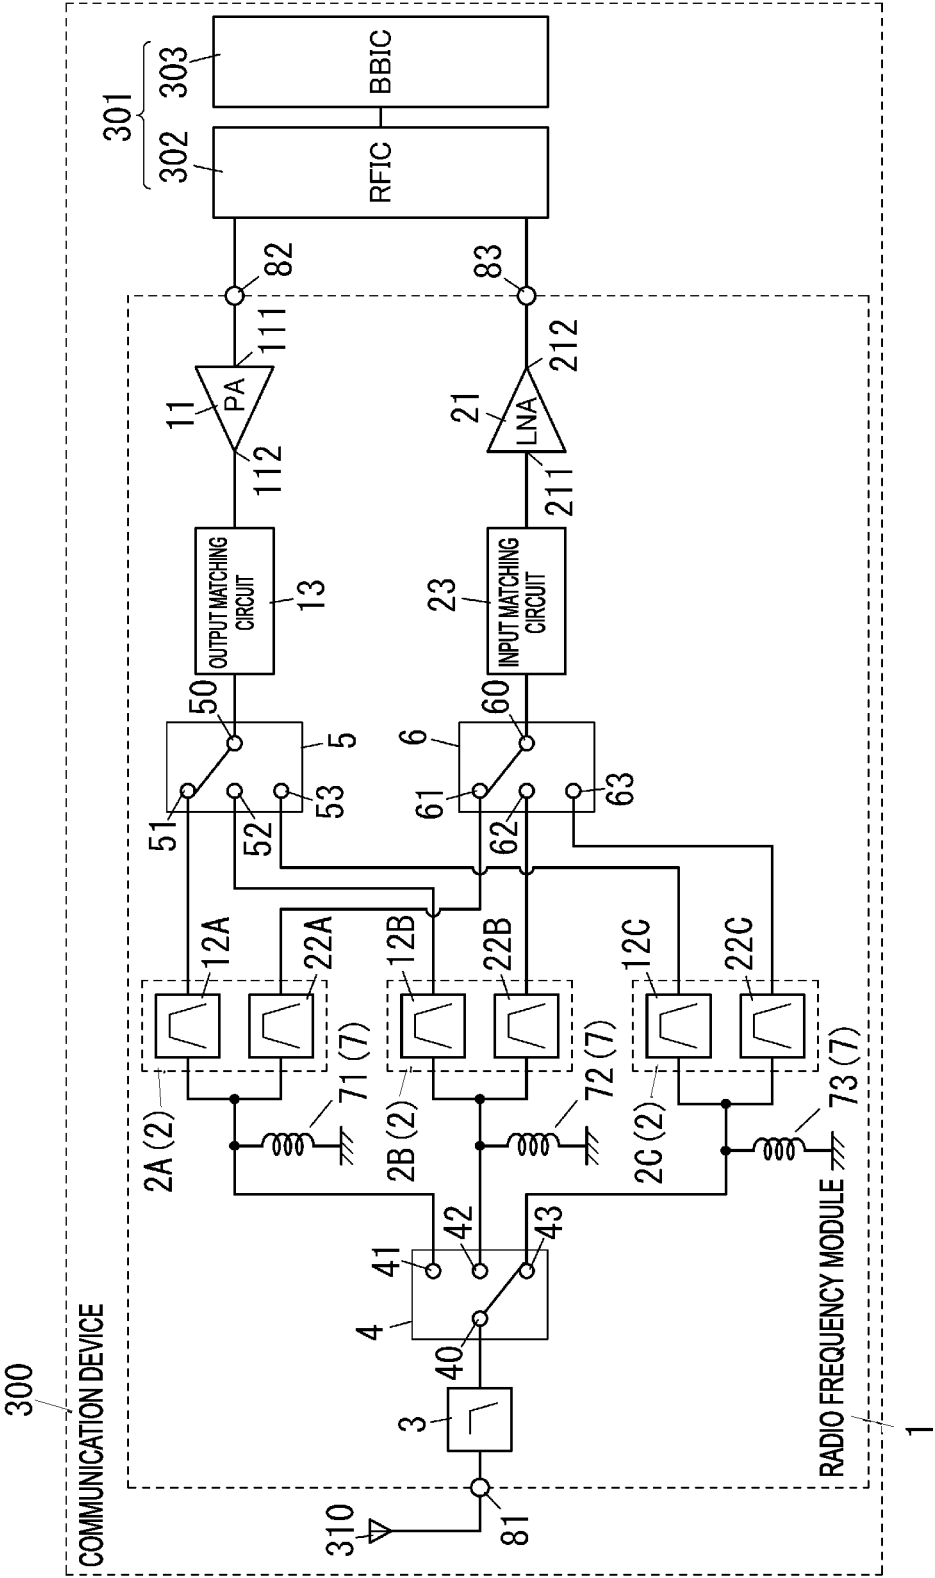 300
COMMUNICATION DEVICE
310
81
3
40
4
41
42
43
2A(2)
71(7)
2B(2)
72(7)
2C(2)
73(7)
12A
22A
12B
22B
12C
22C
51
52
53
50
5
61
62
63
60
6
OUTPUT MATCHING
CIRCUIT
13
INPUT MATCHING
CIRCUIT
23
11
PA
111
112
21
LNA
211
212
82
83
301
302
RFIC
303
BBIC
RADIO FREQUENCY MODULE
1